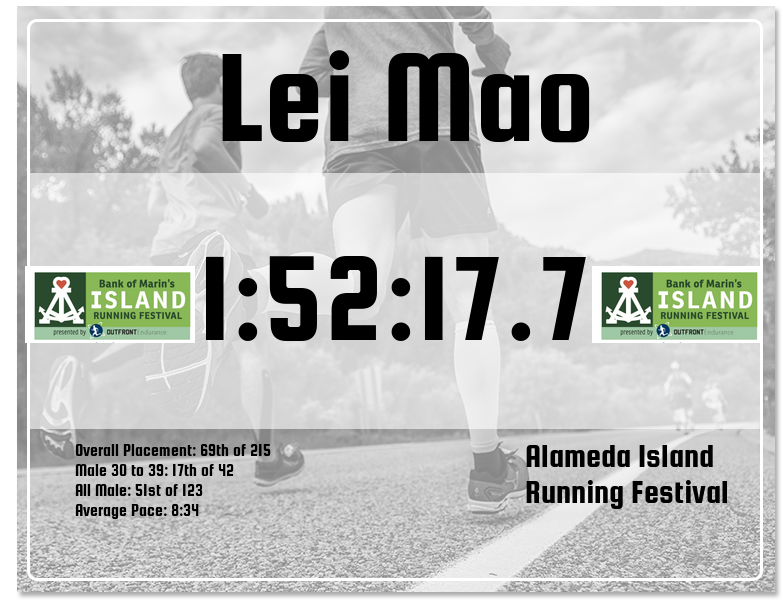 Lei Mao
Bank of Marin's
ISLAND
RUNNING FESTIVAL
presented by OUTFRONT Endurance
1:52:17.7
Bank of Marin's
ISLAND
RUNNING FESTIVAL
presented by OUTFRONT Endurance
Overall Placement: 69th of 215
Male 30 to 39: 17th of 42
All Male: 51st of 123
Average Pace: 8:34
Alameda Island
Running Festival